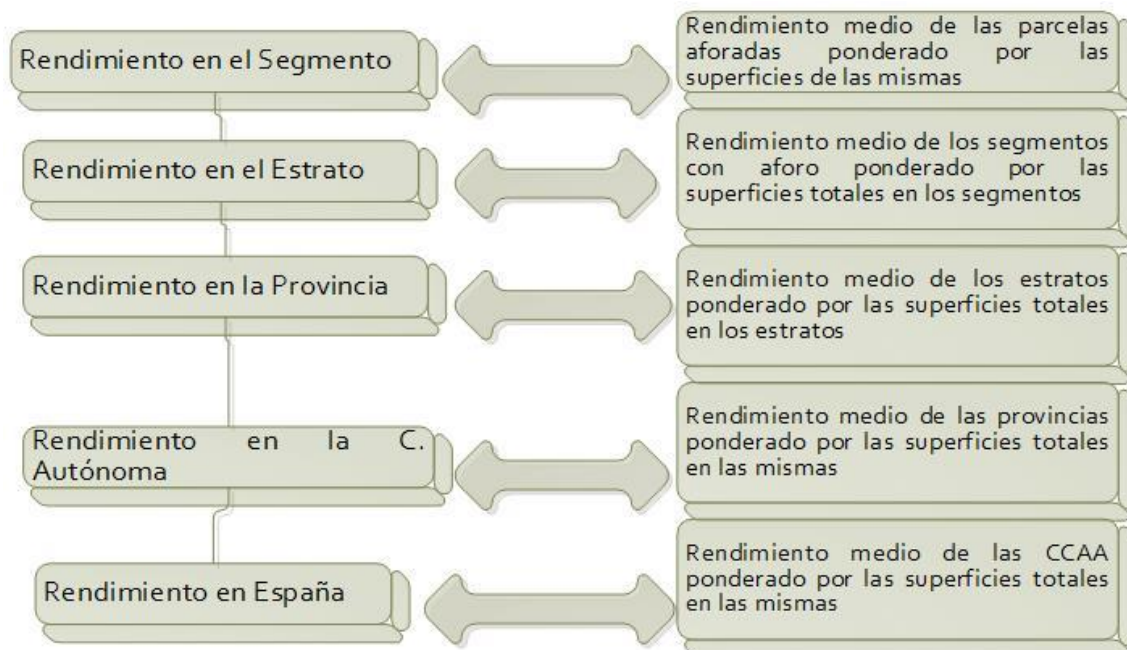 Rendimiento en el Segmento
Rendimiento medio de las parcelas
aforadas ponderado por las
superficies de las mismas
Rendimiento en el Estrato
Rendimiento medio de los segmentos
con aforo ponderado por las
superficies totales en los segmentos
Rendimiento en la Provincia
Rendimiento medio de los estratos
ponderado por las superficies totales
en los estratos
Rendimiento en la C.
Autónoma
Rendimiento medio de las provincias
ponderado por las superficies totales
en las mismas
Rendimiento en España
Rendimiento medio de las CCAA
ponderado por las superficies totales
en las mismas